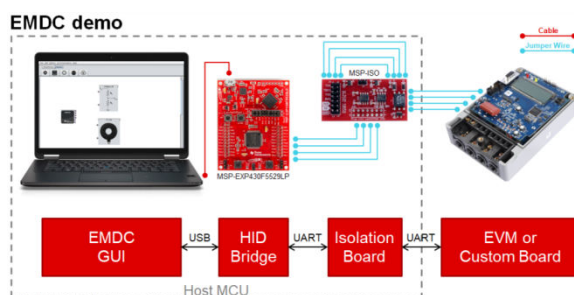 EMDC demo
Cable
Jumper Wire
MSP-ISO
MSP-EXP430F5529LP
EMDC
GUI
USB
HID
Bridge
UART
Isolation
Board
UART
EVM or
Custom Board
Host MCU